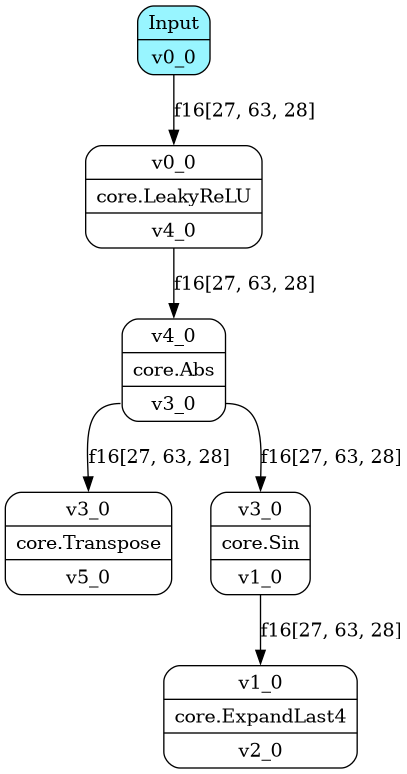 Input
v0_0
f16[27, 63, 28]
v0_0
core.LeakyReLU
v4_0
f16[27, 63, 28]
v4_0
core.Abs
v3_0
f16[27, 63, 28]
f16[27, 63, 28]
v3_0
core.Transpose
v5_0
v3_0
core.Sin
v1_0
f16[27, 63, 28]
v1_0
core.ExpandLast4
v2_0